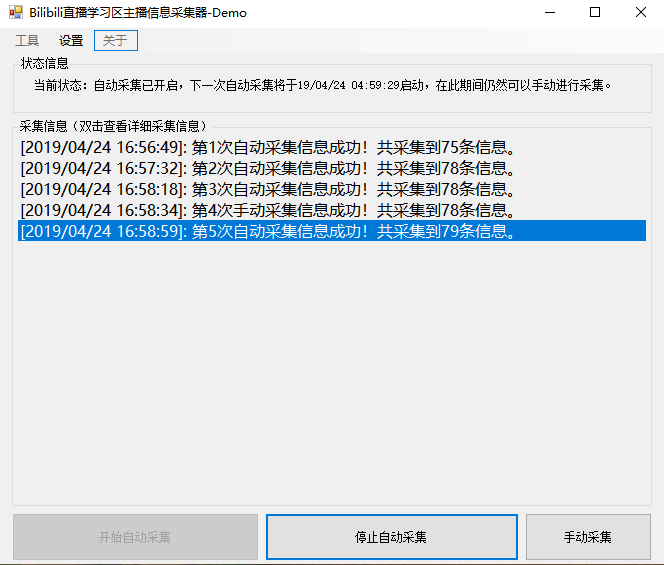 Bilibili直播学习区主播信息采集器-Demo
工具 设置 关于
状态信息
当前状态：自动采集已开启，下一次自动采集将于19/04/24 04:59:29启动，在此期间仍然可以手动进行采集。
采集信息（双击查看详细采集信息）
[2019/04/24 16:56:49]: 第1次自动采集信息成功！共采集到75条信息。
[2019/04/24 16:57:32]: 第2次自动采集信息成功！共采集到78条信息。
[2019/04/24 16:58:18]: 第3次自动采集信息成功！共采集到78条信息。
[2019/04/24 16:58:34]: 第4次手动采集信息成功！共采集到78条信息。
[2019/04/24 16:58:59]: 第5次自动采集信息成功！共采集到79条信息。
开始自动采集 停止自动采集 手动采集